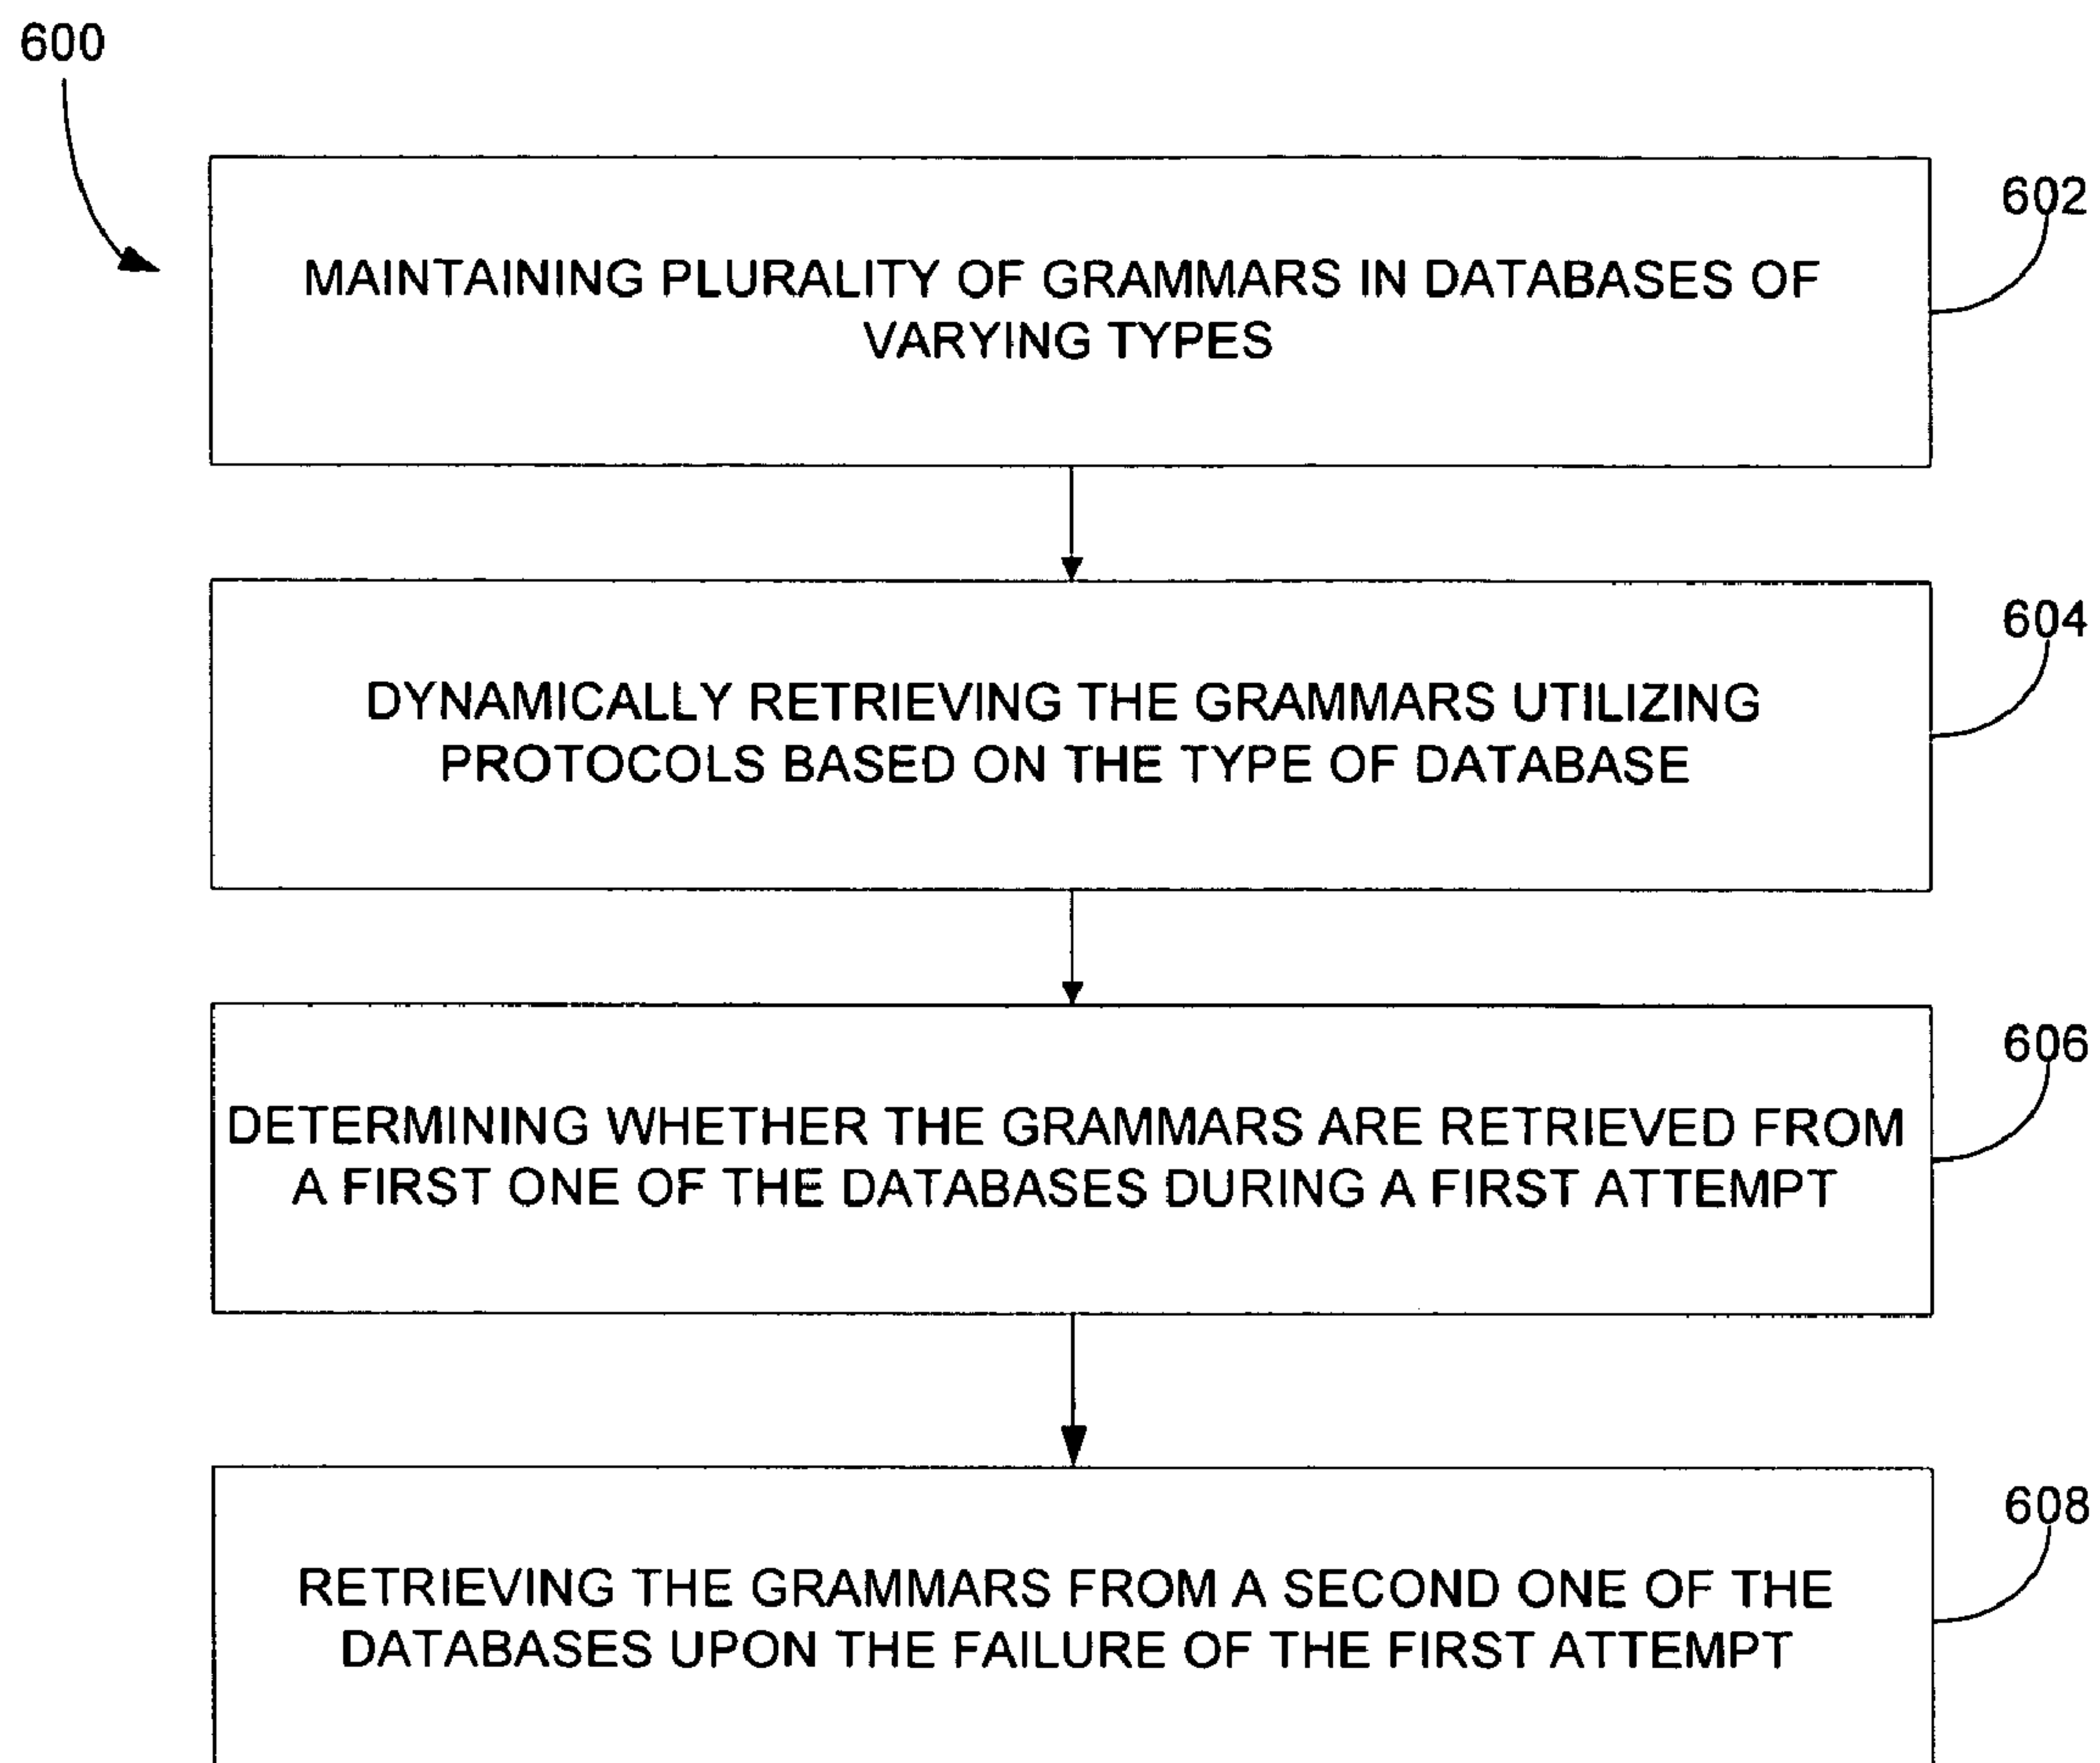 600
602
MAINTAINING PLURALITY OF GRAMMARS IN DATABASES OF
VARYING TYPES
604
DYNAMICALLY RETRIEVING THE GRAMMARS UTILIZING
PROTOCOLS BASED ON THE TYPE OF DATABASE
606
DETERMINING WHETHER THE GRAMMARS ARE RETRIEVED FROM
A FIRST ONE OF THE DATABASES DURING A FIRST ATTEMPT
608
RETRIEVING THE GRAMMARS FROM A SECOND ONE OF THE
DATABASES UPON THE FAILURE OF THE FIRST ATTEMPT